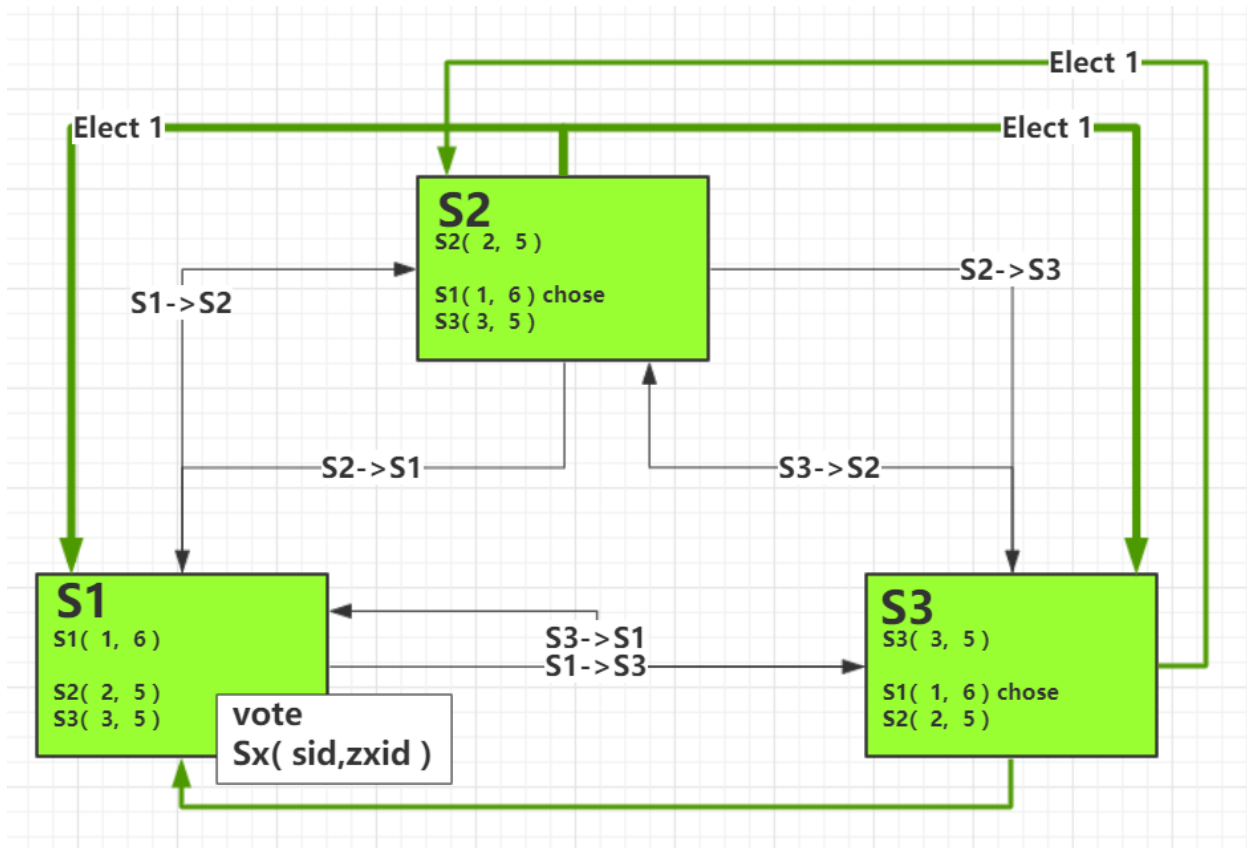 Elect 1
Elect 1
Elect 1
S2
S2( 2, 5 )
S1( 1, 6 ) chose
S3( 3, 5 )
S1->S2
S2->S3
S2->S1
S3->S2
S1
S1( 1, 6 )
S2( 2, 5 )
S3( 3, 5 )
vote
Sx( sid,zxid )
S3->S1
S1->S3
S3
S3( 3, 5 )
S1( 1, 6 ) chose
S2( 2, 5 )